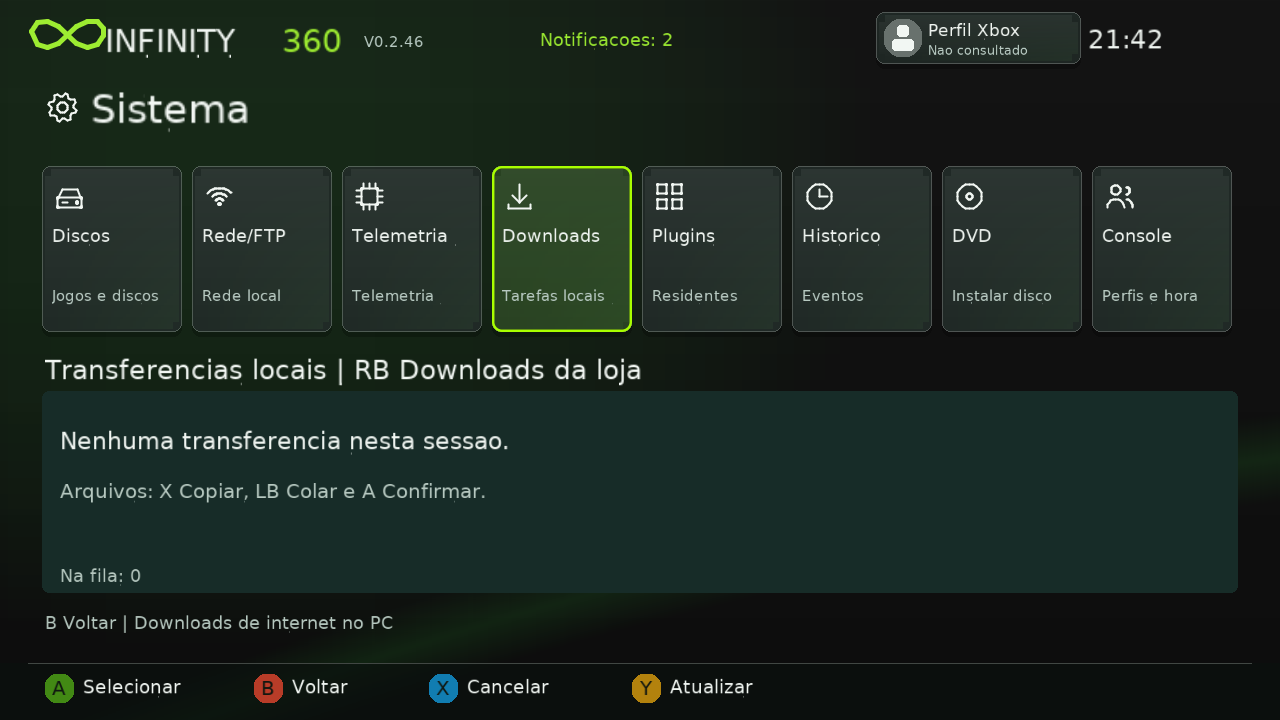 INFINITY 360 V0.2.46 Notificacoes: 2 Perfil Xbox 21:42
Nao consultado
Sistema
Discos Rede/FTP Telemetria Downloads Plugins Historico DVD Console
Jogos e discos Rede local Telemetria Tarefas locais Residentes Eventos Instalar disco Perfis e hora
Transferencias locais | RB Downloads da loja
Nenhuma transferencia nesta sessao.
Arquivos: X Copiar, LB Colar e A Confirmar.
Na fila: 0
B Voltar | Downloads de internet no PC
A Selecionar B Voltar X Cancelar Y Atualizar